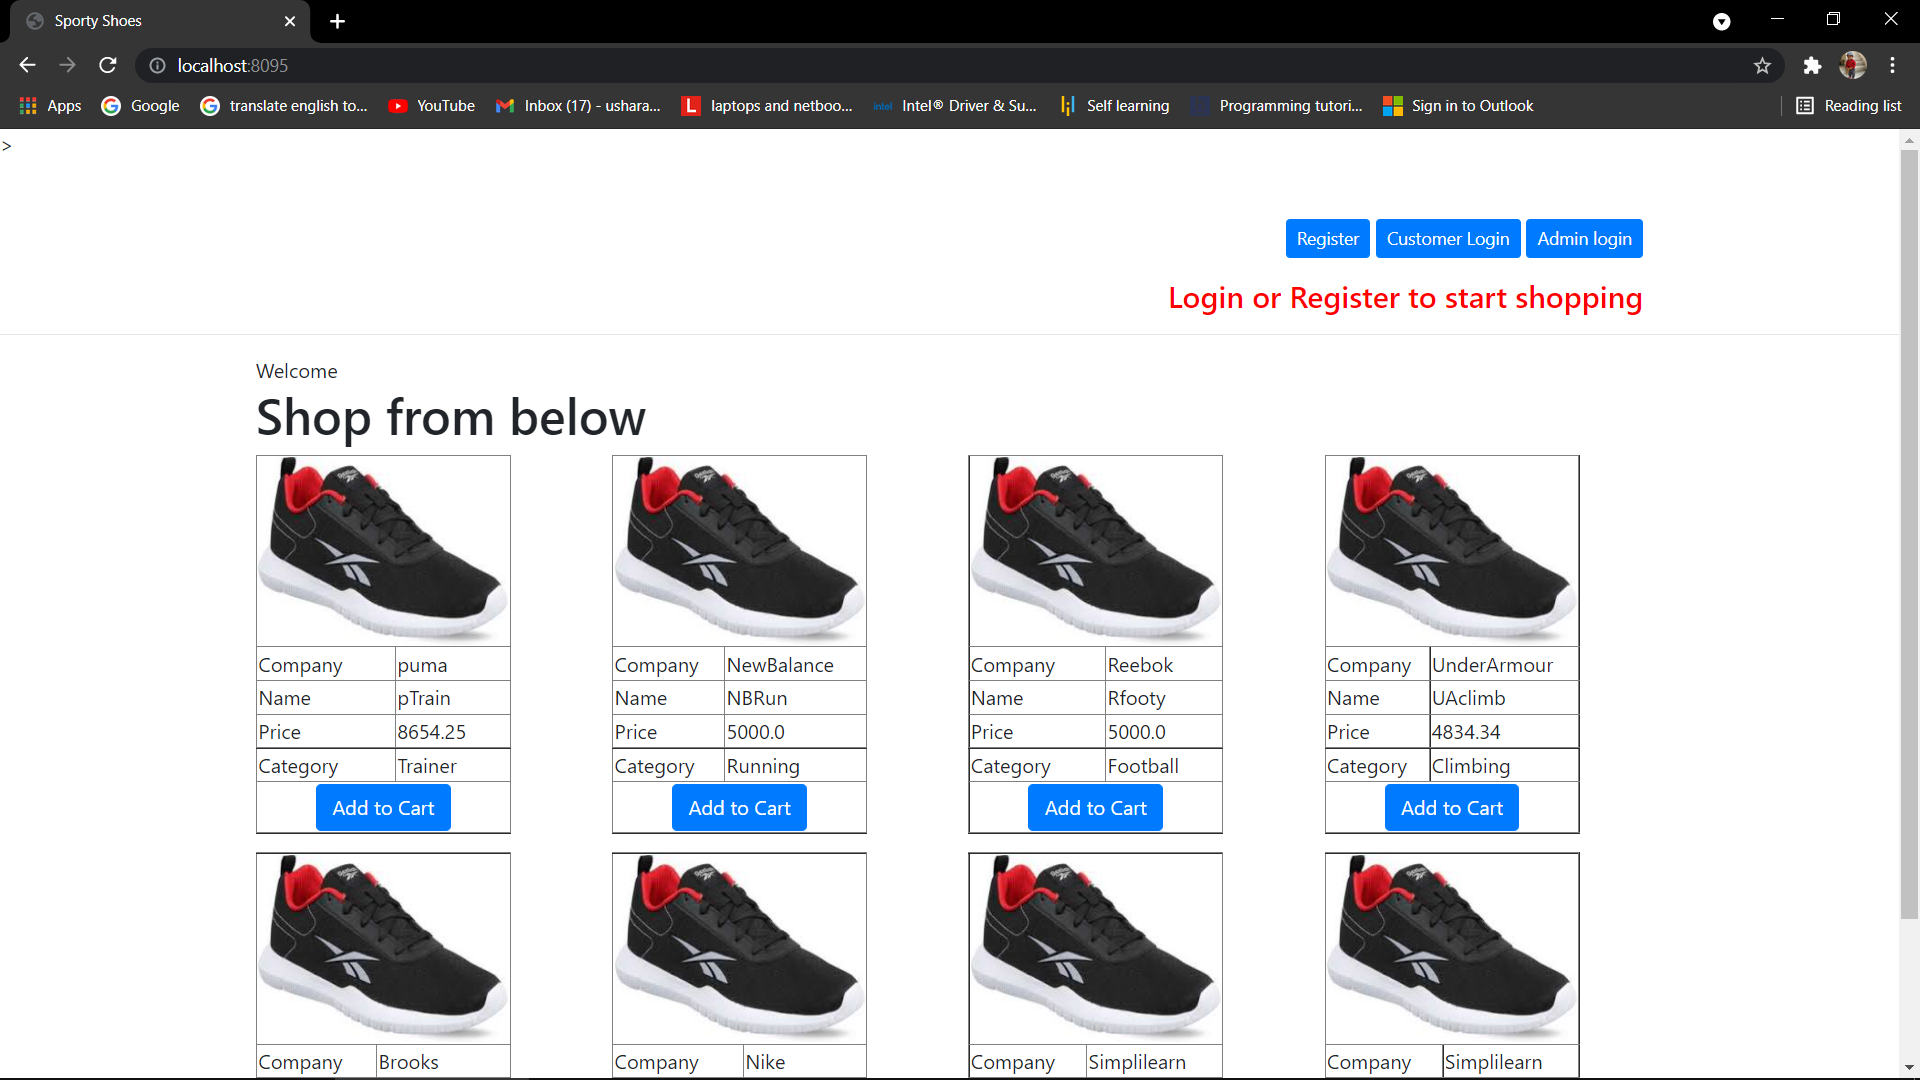 Sporty Shoes
localhost:8095
Apps Google translate english to... YouTube Inbox (17) - ushara... laptops and netboo... intel Intel® Driver & Su... Self learning Programming tutori... Sign in to Outlook Reading list
>
Register Customer Login Admin login
Login or Register to start shopping
Welcome
Shop from below
Company puma
Name pTrain
Price 8654.25
Category Trainer
Add to Cart
Company NewBalance
Name NBRun
Price 5000.0
Category Running
Add to Cart
Company Reebok
Name Rfooty
Price 5000.0
Category Football
Add to Cart
Company UnderArmour
Name UAclimb
Price 4834.34
Category Climbing
Add to Cart
Company Brooks
Company Nike
Company Simplilearn
Company Simplilearn